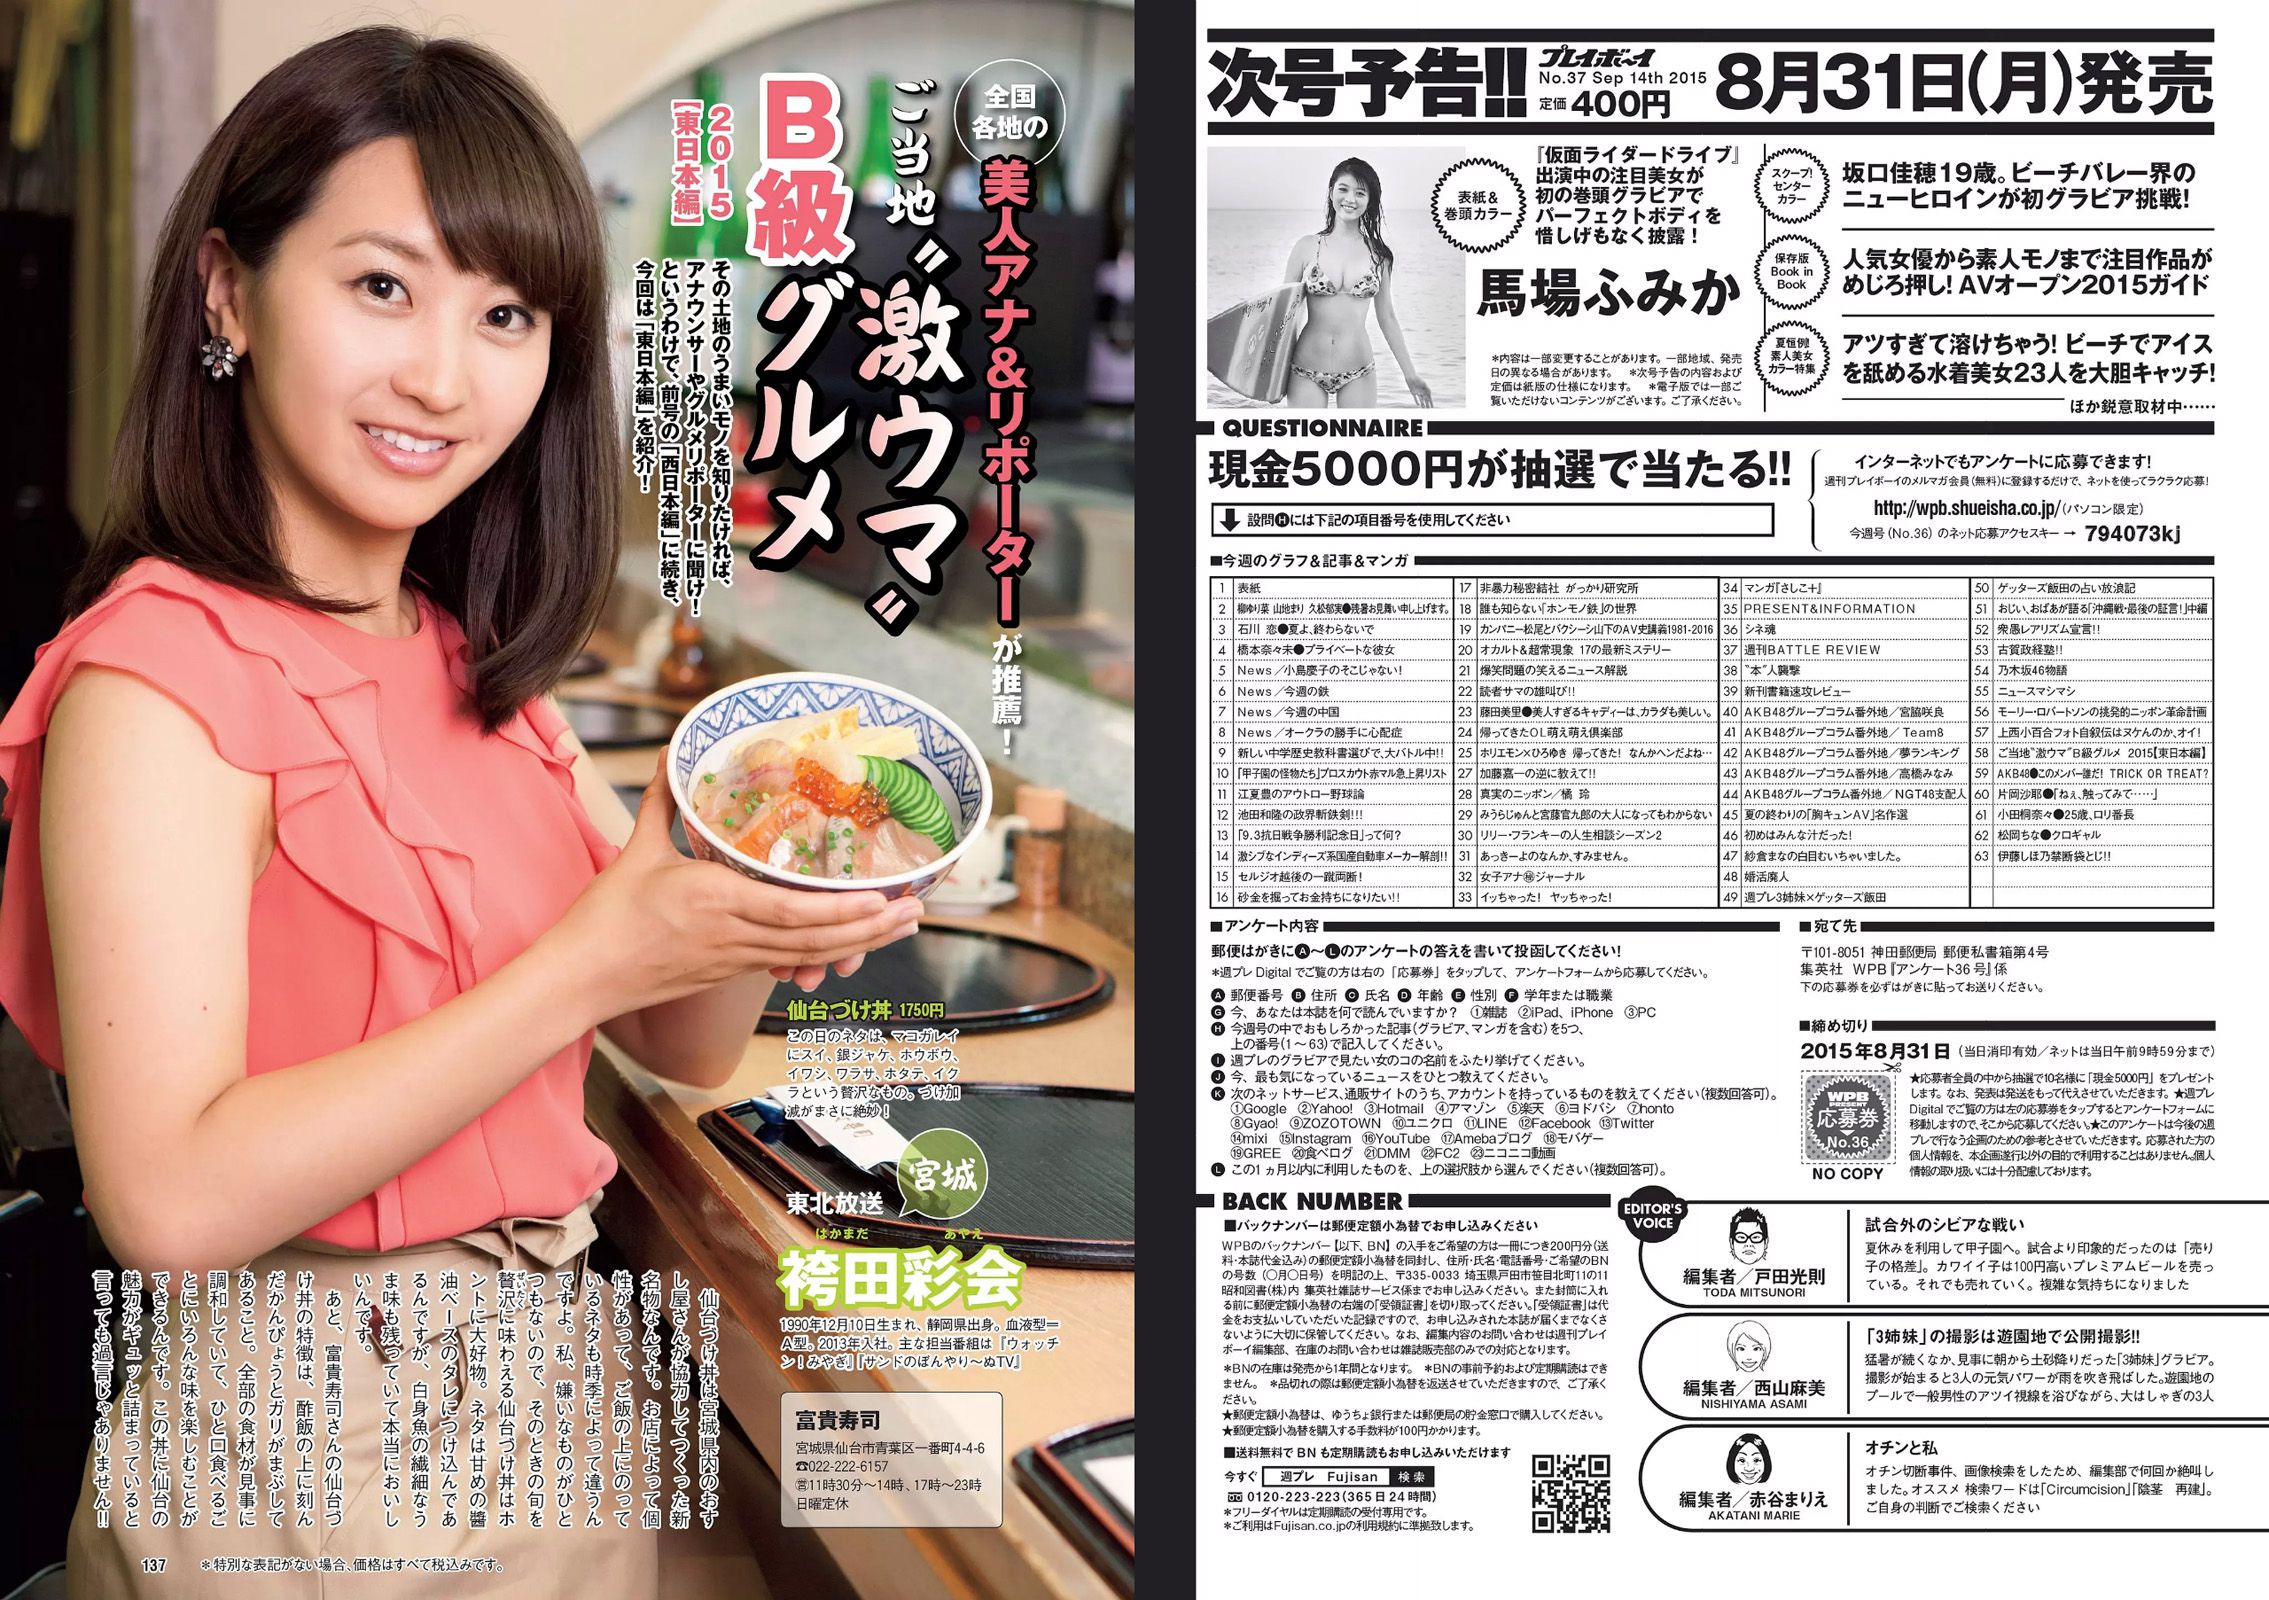 全国
各地の
美人アナ&リポーターが推薦！
ご当地〝激ウマ〟
B級グルメ
2015
【東日本編】
その土地のうまいモノを知りたければ、
アナウンサーやグルメリポーターに聞け！
というわけで、前号の「西日本編」に続き、
今回は「東日本編」を紹介！
仙台づけ丼 1750円
この日のネタは、マコガレイ
にスイ、銀ジャケ、ホウボウ、
イワシ、ワラサ、ホタテ、イク
ラという贅沢なもの。づけ加
減がまさに絶妙！
宮城
東北放送
はかまだ あやえ
袴田彩会
1990年12月10日生まれ、静岡県出身。血液型＝
A型。2013年入社。主な担当番組は『ウォッチ
ン！みやぎ』『サンドのぼんやり〜ぬTV』
富貴寿司
宮城県仙台市青葉区一番町4-4-6
☎022-222-6157
㊂11時30分〜14時、17時〜23時
日曜定休
仙台づけ丼は宮城県内のおす
し屋さんが協力してつくった新
名物なんです。お店によって個
性があって、ご飯の上にのって
いるネタも時季によって違うん
ですよ。私、嫌いなものがひと
つもないので、そのときの旬を
贅沢に味わえる仙台づけ丼はホ
ントに大好物。ネタは甘めの醬
油ベースのタレにつけ込んであ
るんですが、白身魚の繊細なう
ま味も残っていて本当においし
いんです。
あと、富貴寿司さんの仙台づ
け丼の特徴は、酢飯の上に刻ん
だかんぴょうとガリがまぶして
あること。全部の食材が見事に
調和していて、ひと口食べるご
とにいろんな味を楽しむことが
できるんです。この丼に仙台の
魅力がギュッと詰まっていると
言っても過言じゃありません!!
137
＊特別な表記がない場合、価格はすべて税込みです。
次号予告!!
プレイボーイ
No.37 Sep 14th 2015
定価 400円
8月31日(月)発売
表紙&
巻頭カラー
『仮面ライダードライブ』
出演中の注目美女が
初の巻頭グラビアで
パーフェクトボディを
惜しげもなく披露！
馬場ふみか
＊内容は一部変更することがあります。一部地域、発売
日の異なる場合があります。 ＊次号予告の内容および
定価は紙版の仕様になります。 ＊電子版では一部ご
覧いただけないコンテンツがございます。ご了承ください。
スクープ!
センター
カラー
坂口佳穂19歳。ビーチバレー界の
ニューヒロインが初グラビア挑戦！
保存版
Book in
Book
人気女優から素人モノまで注目作品が
めじろ押し！AVオープン2015ガイド
夏恒例!
素人美女
カラー特集
アツすぎて溶けちゃう！ビーチでアイス
を舐める水着美女23人を大胆キャッチ！
ほか鋭意取材中……
QUESTIONNAIRE
現金5000円が抽選で当たる!!
設問Hには下記の項目番号を使用してください
インターネットでもアンケートに応募できます！
週刊プレイボーイのメルマガ会員(無料)に登録するだけで、ネットを使ってラクラク応募！
http://wpb.shueisha.co.jp/(パソコン限定)
今週号(No.36)のネット応募アクセスキー → 794073kj
■今週のグラフ&記事&マンガ
1 表紙
2 柳ゆり菜 山地まり 久松郁実●残暑お見舞い申し上げます。
3 石川 恋●夏よ、終わらないで
4 橋本奈々未●プライベートな彼女
5 News／小島慶子のそこじゃない！
6 News／今週の鉄
7 News／今週の中国
8 News／オークラの勝手に心配症
9 新しい中学歴史教科書選びで、大バトル中!!
10 「甲子園の怪物たち」プロスカウト赤マル急上昇リスト
11 江夏豊のアウトロー野球論
12 池田和隆の政界斬鉄剣!!!
13 「9.3抗日戦争勝利記念日」って何？
14 激シブなインディーズ系国産自動車メーカー解剖!!
15 セルジオ越後の一蹴両断！
16 砂金を掘ってお金持ちになりたい!!
17 非暴力秘密結社 がっかり研究所
18 誰も知らない「ホンモノ鉄」の世界
19 カンパニー松尾とバクシーシ山下のAV史講義1981-2016
20 オカルト&超常現象 17の最新ミステリー
21 爆笑問題の笑えるニュース解説
22 読者サマの雄叫び!!
23 藤田美里●美人すぎるキャディーは、カラダも美しい。
24 帰ってきたOL萌え萌え倶楽部
25 ホリエモン×ひろゆき 帰ってきた！なんかヘンだよね…
27 加藤嘉一の逆に教えて!!
28 真実のニッポン／橘 玲
29 みうらじゅんと宮藤官九郎の大人になってもわからない
30 リリー・フランキーの人生相談シーズン2
31 あっきーよのなんか、すみません。
32 女子アナ㊙ジャーナル
33 イッちゃった！ヤッちゃった！
34 マンガ『さしこ＋』
35 PRESENT&INFORMATION
36 シネ魂
37 週刊BATTLE REVIEW
38 〝本〟人襲撃
39 新刊書籍速攻レビュー
40 AKB48グループコラム番外地／宮脇咲良
41 AKB48グループコラム番外地／Team8
42 AKB48グループコラム番外地／夢ランキング
43 AKB48グループコラム番外地／高橋みなみ
44 AKB48グループコラム番外地／NGT48支配人
45 夏の終わりの「胸キュンAV」名作選
46 初めはみんな汁だった！
47 紗倉まなの白目むいちゃいました。
48 婚活廃人
49 週プレ3姉妹×ゲッターズ飯田
50 ゲッターズ飯田の占い放浪記
51 おじい、おばあが語る「沖縄戦・最後の証言！」中編
52 衆愚レアリズム宣言!!
53 古賀政経塾!!
54 乃木坂46物語
55 ニュースマシマシ
56 モーリー・ロバートソンの挑発的ニッポン革命計画
57 上西小百合フォト自叙伝はヌケんのか、オイ！
58 ご当地〝激ウマ〟B級グルメ 2015【東日本編】
59 AKB48●このメンバー誰だ！TRICK OR TREAT?
60 片岡沙耶●「ねぇ、触ってみて……」
61 小田桐奈々●25歳、ロリ番長
62 松岡ちな●クロギャル
63 伊藤しほ乃禁断袋とじ!!
■アンケート内容
郵便はがきにA〜Lのアンケートの答えを書いて投函してください！
＊週プレDigitalでご覧の方は右の「応募券」をタップして、アンケートフォームから応募してください。
A 郵便番号 B 住所 C 氏名 D 年齢 E 性別 F 学年または職業
G 今、あなたは本誌を何で読んでいますか？ ①雑誌 ②iPad、iPhone ③PC
H 今週号の中でおもしろかった記事(グラビア、マンガを含む)を5つ、
上の番号(1〜63)で記入してください。
I 週プレのグラビアで見たい女のコの名前をふたり挙げてください。
J 今、最も気になっているニュースをひとつ教えてください。
K 次のネットサービス、通販サイトのうち、アカウントを持っているものを教えてください(複数回答可)。
①Google ②Yahoo! ③Hotmail ④アマゾン ⑤楽天 ⑥ヨドバシ ⑦honto
⑧Gyao! ⑨ZOZOTOWN ⑩ユニクロ ⑪LINE ⑫Facebook ⑬Twitter
⑭mixi ⑮Instagram ⑯YouTube ⑰Amebaブログ ⑱モバゲー
⑲GREE ⑳食べログ ㉑DMM ㉒FC2 ㉓ニコニコ動画
L この1ヵ月以内に利用したものを、上の選択肢から選んでください(複数回答可)。
■宛て先
〒101-8051 神田郵便局 郵便私書箱第4号
集英社 WPB『アンケート36号』係
下の応募券を必ずはがきに貼ってお送りください。
■締め切り
2015年8月31日(当日消印有効／ネットは当日午前9時59分まで)
WPB
PRESENT
応募券
No.36
NO COPY
★応募者全員の中から抽選で10名様に「現金5000円」をプレゼント
します。なお、発表は発送をもって代えさせていただきます。★週プレ
Digitalでご覧の方は左の応募券をタップするとアンケートフォームに
移動しますので、そこから応募してください。★このアンケートは今後の週
プレで行なう企画のための参考とさせていただきます。応募された方の
個人情報を、本企画遂行以外の目的で利用することはありません。個人
情報の取り扱いには十分配慮しております。
BACK NUMBER
■バックナンバーは郵便定額小為替でお申し込みください
WPBのバックナンバー【以下、BN】の入手をご希望の方は一冊につき200円分(送
料・本誌代金込み)の郵便定額小為替を同封し、住所・氏名・電話番号・ご希望のBN
の号数(○月○日号)を明記の上、〒335-0033 埼玉県戸田市笹目北町11の11
昭和図書(株)内 集英社雑誌サービス係までお申し込みください。また封筒に入れ
る前に郵便定額小為替の右端の「受領証書」を切り取ってください。「受領証書」は代
金をお支払いしていただいた記録ですので、お申し込みされた本誌が届くまでなくさ
ないように大切に保管してください。なお、編集内容のお問い合わせは週刊プレイ
ボーイ編集部、在庫のお問い合わせは雑誌販売部のみでの対応となります。
＊BNの在庫は発売から1年間となります。 ＊BNの事前予約および定期購読はでき
ません。 ＊品切れの際は郵便定額小為替を返送させていただきますので、ご了承く
ださい。
★郵便定額小為替は、ゆうちょ銀行または郵便局の貯金窓口で購入してください。
★郵便定額小為替を購入する手数料が100円かかります。
■送料無料でBNも定期購読もお申し込みいただけます
今すぐ 週プレ Fujisan 検索
0120-223-223(365日24時間)
＊フリーダイヤルは定期購読の受付専用です。
＊ご利用はFujisan.co.jpの利用規約に準拠致します。
EDITOR'S
VOICE
編集者／戸田光則
TODA MITSUNORI
試合外のシビアな戦い
夏休みを利用して甲子園へ。試合より印象的だったのは「売り
子の格差」。カワイイ子は100円高いプレミアムビールを売っ
ている。それでも売れていく。複雑な気持ちになりました
編集者／西山麻美
NISHIYAMA ASAMI
「3姉妹」の撮影は遊園地で公開撮影!!
猛暑が続くなか、見事に朝から土砂降りだった「3姉妹」グラビア。
撮影が始まると3人の元気パワーが雨を吹き飛ばした。遊園地の
プールで一般男性のアツイ視線を浴びながら、大はしゃぎの3人
編集者／赤谷まりえ
AKATANI MARIE
オチンと私
オチン切断事件、画像検索をしたため、編集部で何回か絶叫し
ました。オススメ 検索ワードは「Circumcision」「陰茎 再建」。
ご自身の判断でご検索ください